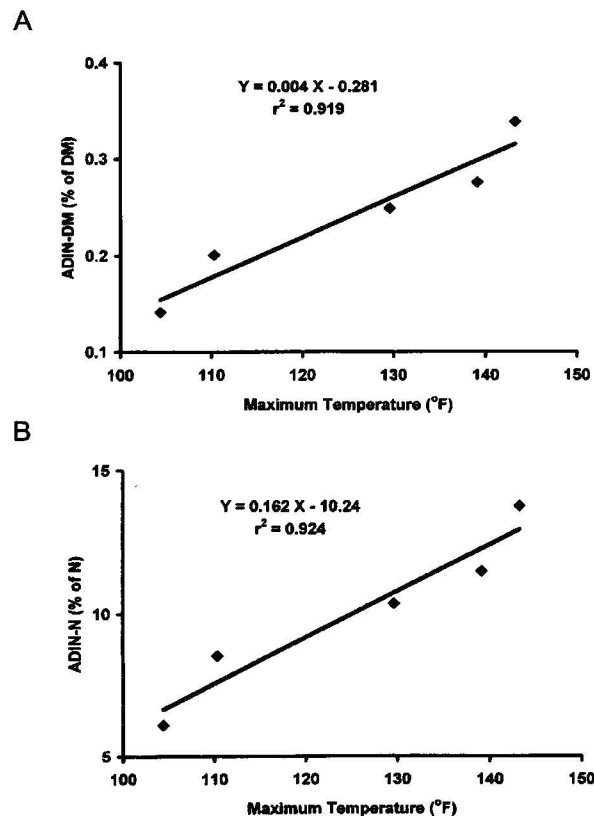 A
Y = 0.004 X - 0.281
r² = 0.919
ADIN-DM (% of DM)
0.4
0.3
0.2
0.1
100 110 120 130 140 150
Maximum Temperature (°F)
B
Y = 0.162 X - 10.24
r² = 0.924
ADIN-N (% of N)
15
10
5
100 110 120 130 140 150
Maximum Temperature (°F)